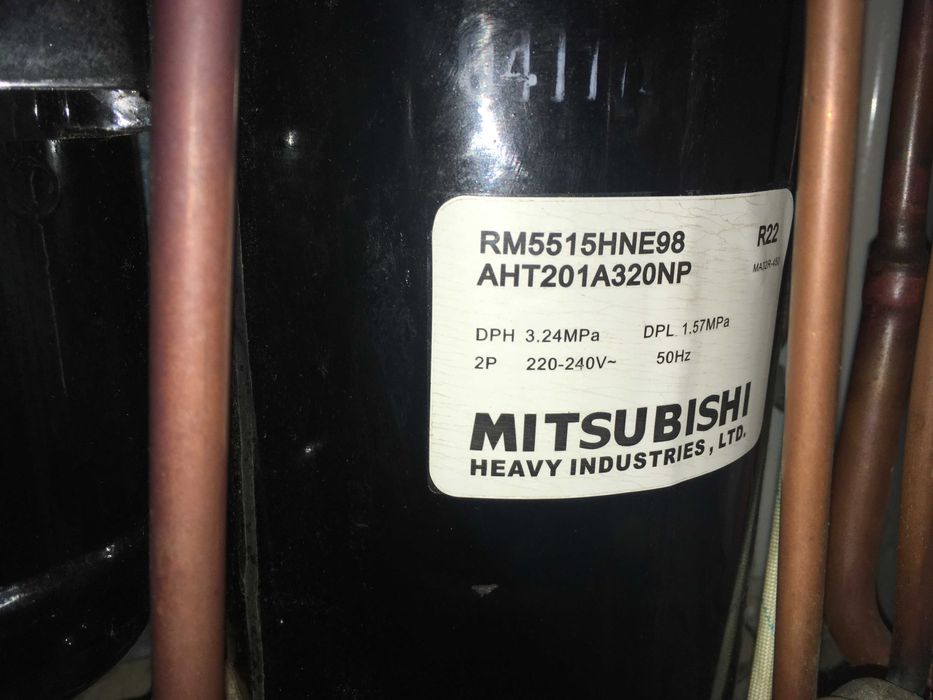 RM5515HNE98
R22
AHT201A320NP
DPH 3.24MPa DPL 1.57MPa
2P 220-240V~ 50Hz
MITSUBISHI
HEAVY INDUSTRIES, LTD.